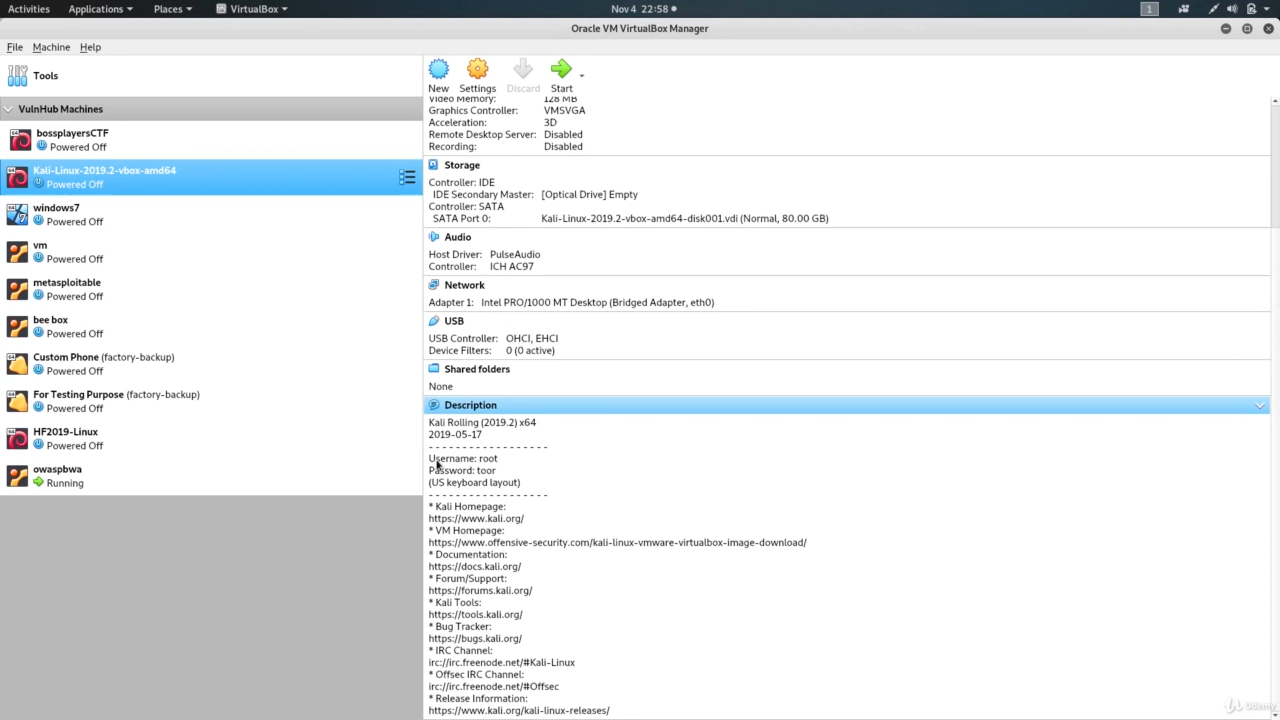 Activities Applications Places VirtualBox Nov 4 22:58 1
Oracle VM VirtualBox Manager
File Machine Help
Tools
New Settings Discard Start
VulnHub Machines
bossplayersCTF
Powered Off
Kali-Linux-2019.2-vbox-amd64
Powered Off
windows7
Powered Off
vm
Powered Off
metasploitable
Powered Off
bee box
Powered Off
Custom Phone (factory-backup)
Powered Off
For Testing Purpose (factory-backup)
Powered Off
HF2019-Linux
Powered Off
owaspbwa
Running
Video Memory: 128 MB
Graphics Controller: VMSVGA
Acceleration: 3D
Remote Desktop Server: Disabled
Recording: Disabled
Storage
Controller: IDE
IDE Secondary Master: [Optical Drive] Empty
Controller: SATA
SATA Port 0: Kali-Linux-2019.2-vbox-amd64-disk001.vdi (Normal, 80.00 GB)
Audio
Host Driver: PulseAudio
Controller: ICH AC97
Network
Adapter 1: Intel PRO/1000 MT Desktop (Bridged Adapter, eth0)
USB
USB Controller: OHCI, EHCI
Device Filters: 0 (0 active)
Shared folders
None
Description
Kali Rolling (2019.2) x64
2019-05-17
- - - - - - - - - - - - - - - - - -
Username: root
Password: toor
(US keyboard layout)
- - - - - - - - - - - - - - - - - -
* Kali Homepage:
https://www.kali.org/
* VM Homepage:
https://www.offensive-security.com/kali-linux-vmware-virtualbox-image-download/
* Documentation:
https://docs.kali.org/
* Forum/Support:
https://forums.kali.org/
* Kali Tools:
https://tools.kali.org/
* Bug Tracker:
https://bugs.kali.org/
* IRC Channel:
irc://irc.freenode.net/#Kali-Linux
* Offsec IRC Channel:
irc://irc.freenode.net/#Offsec
* Release Information:
https://www.kali.org/kali-linux-releases/
Udemy